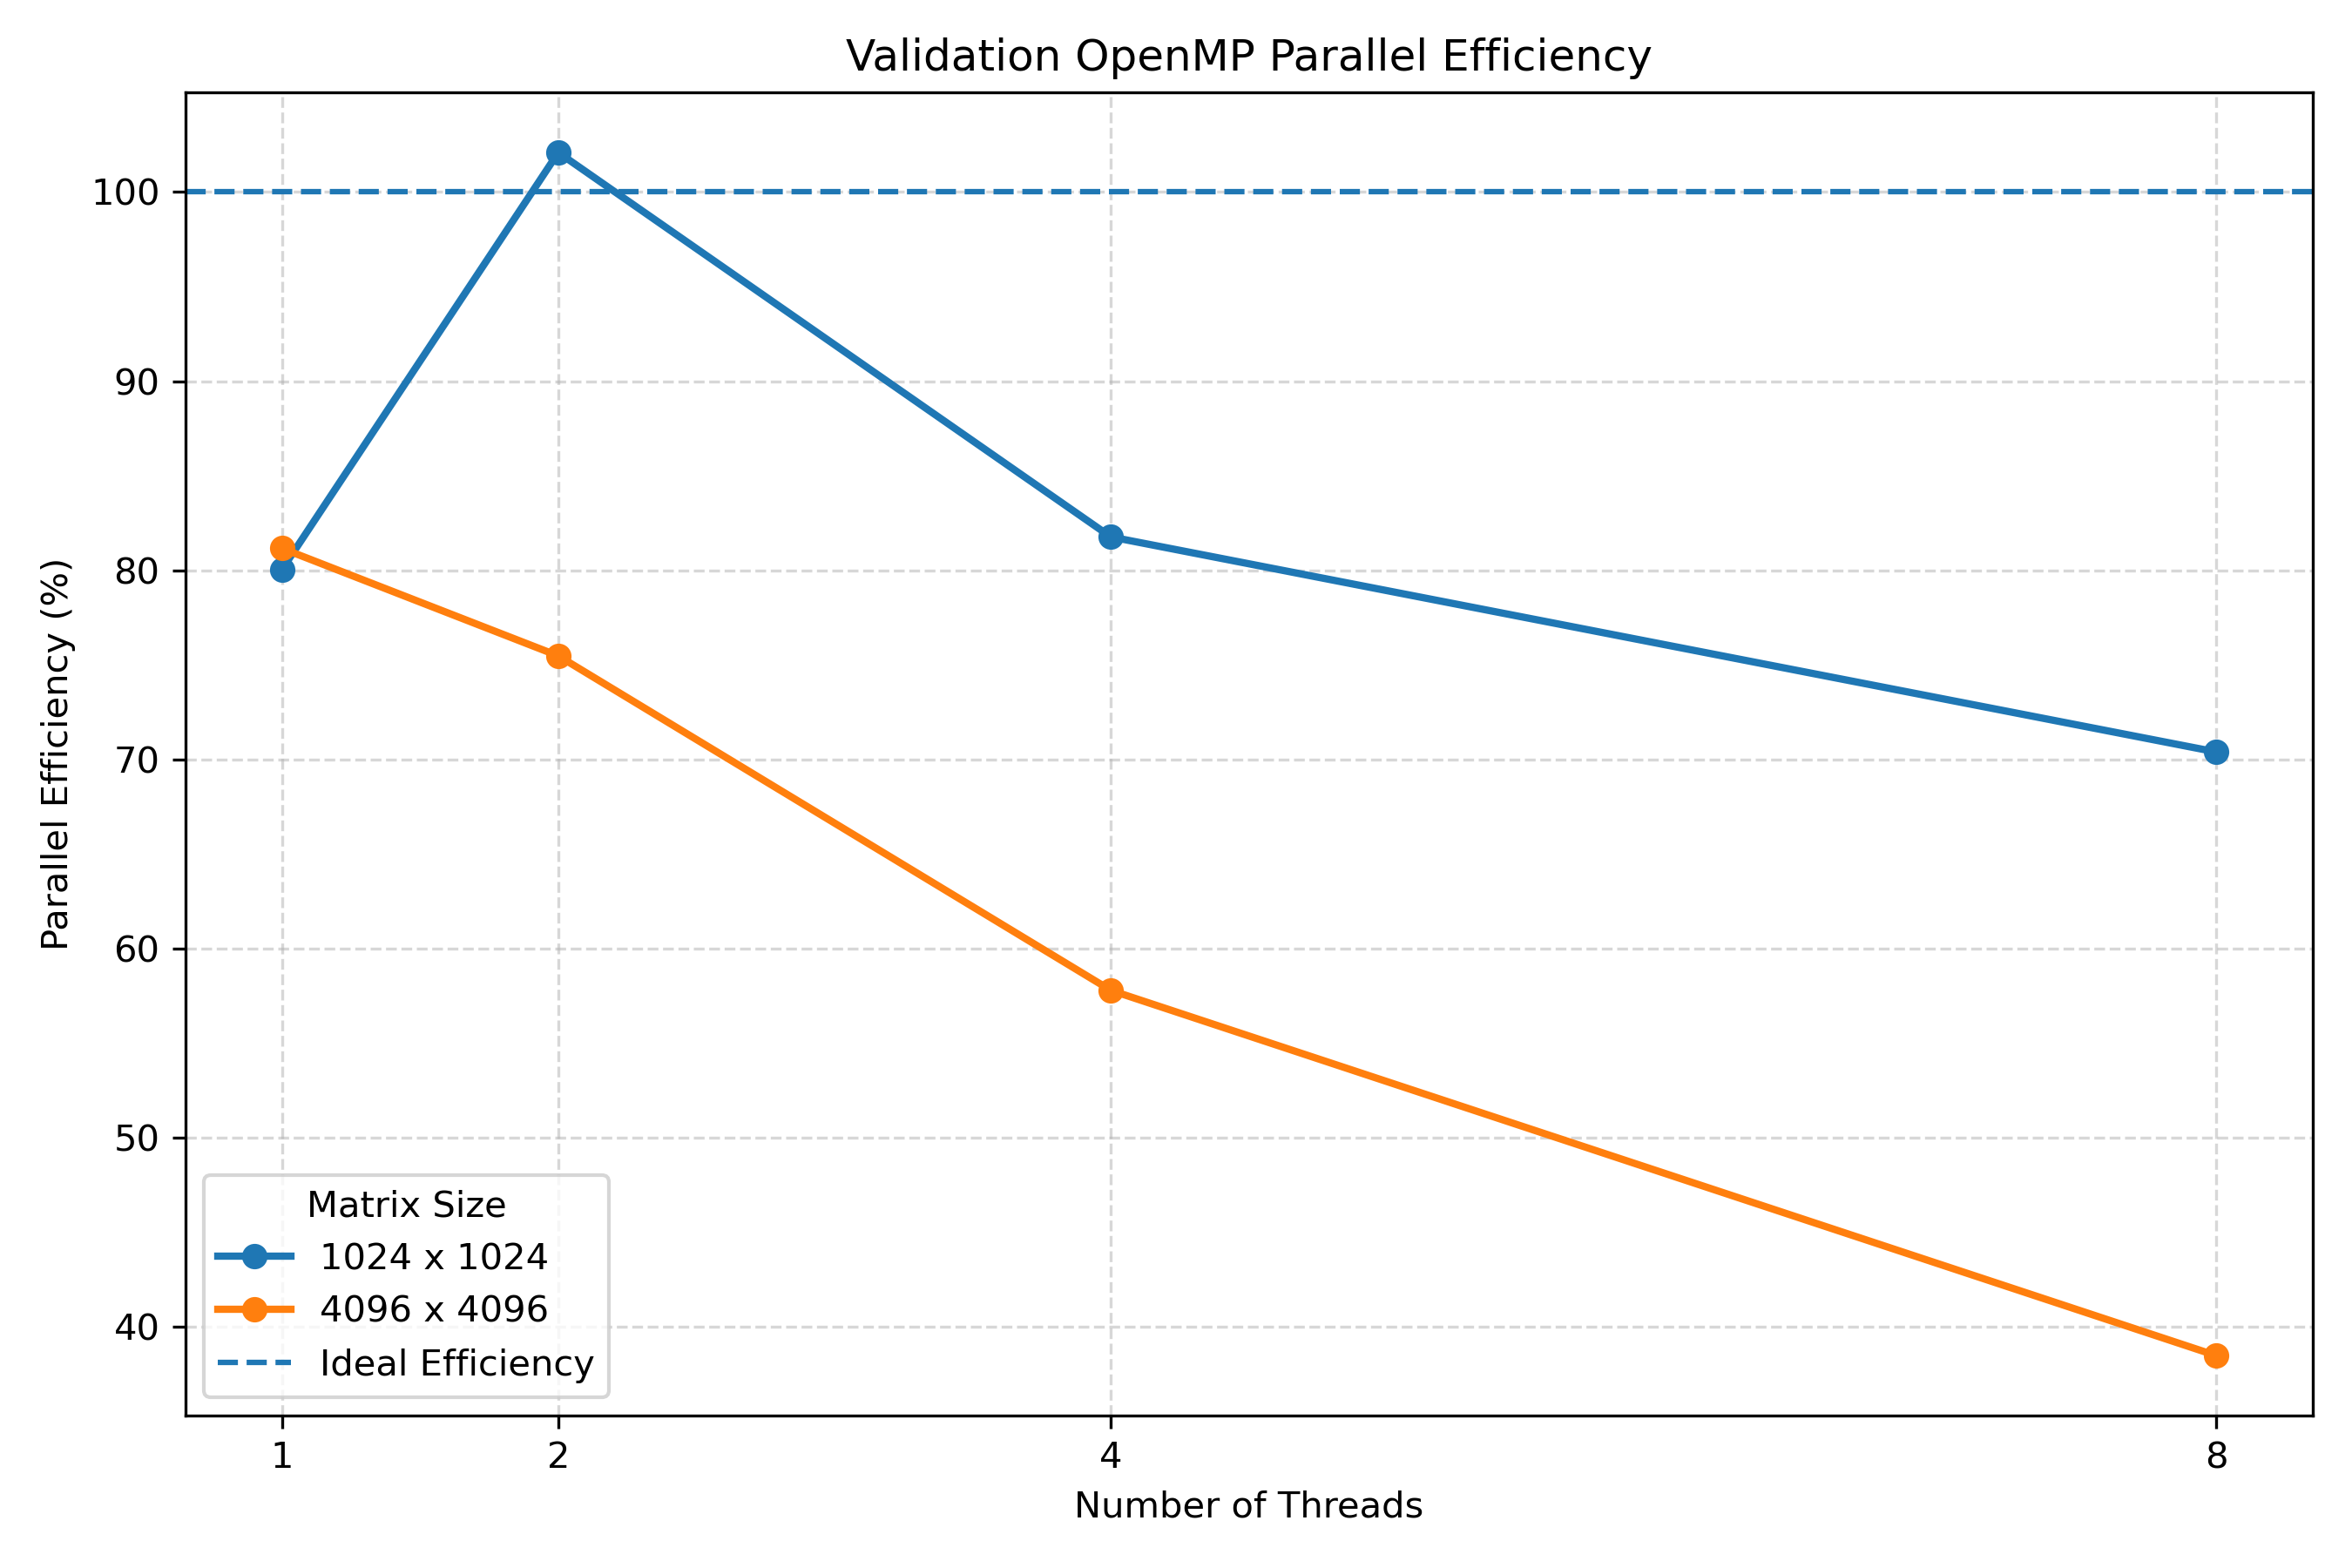 Validation OpenMP Parallel Efficiency
Parallel Efficiency (%)
100
90
80
70
60
50
40
Matrix Size
1024 x 1024
4096 x 4096
Ideal Efficiency
1 2 4 8
Number of Threads